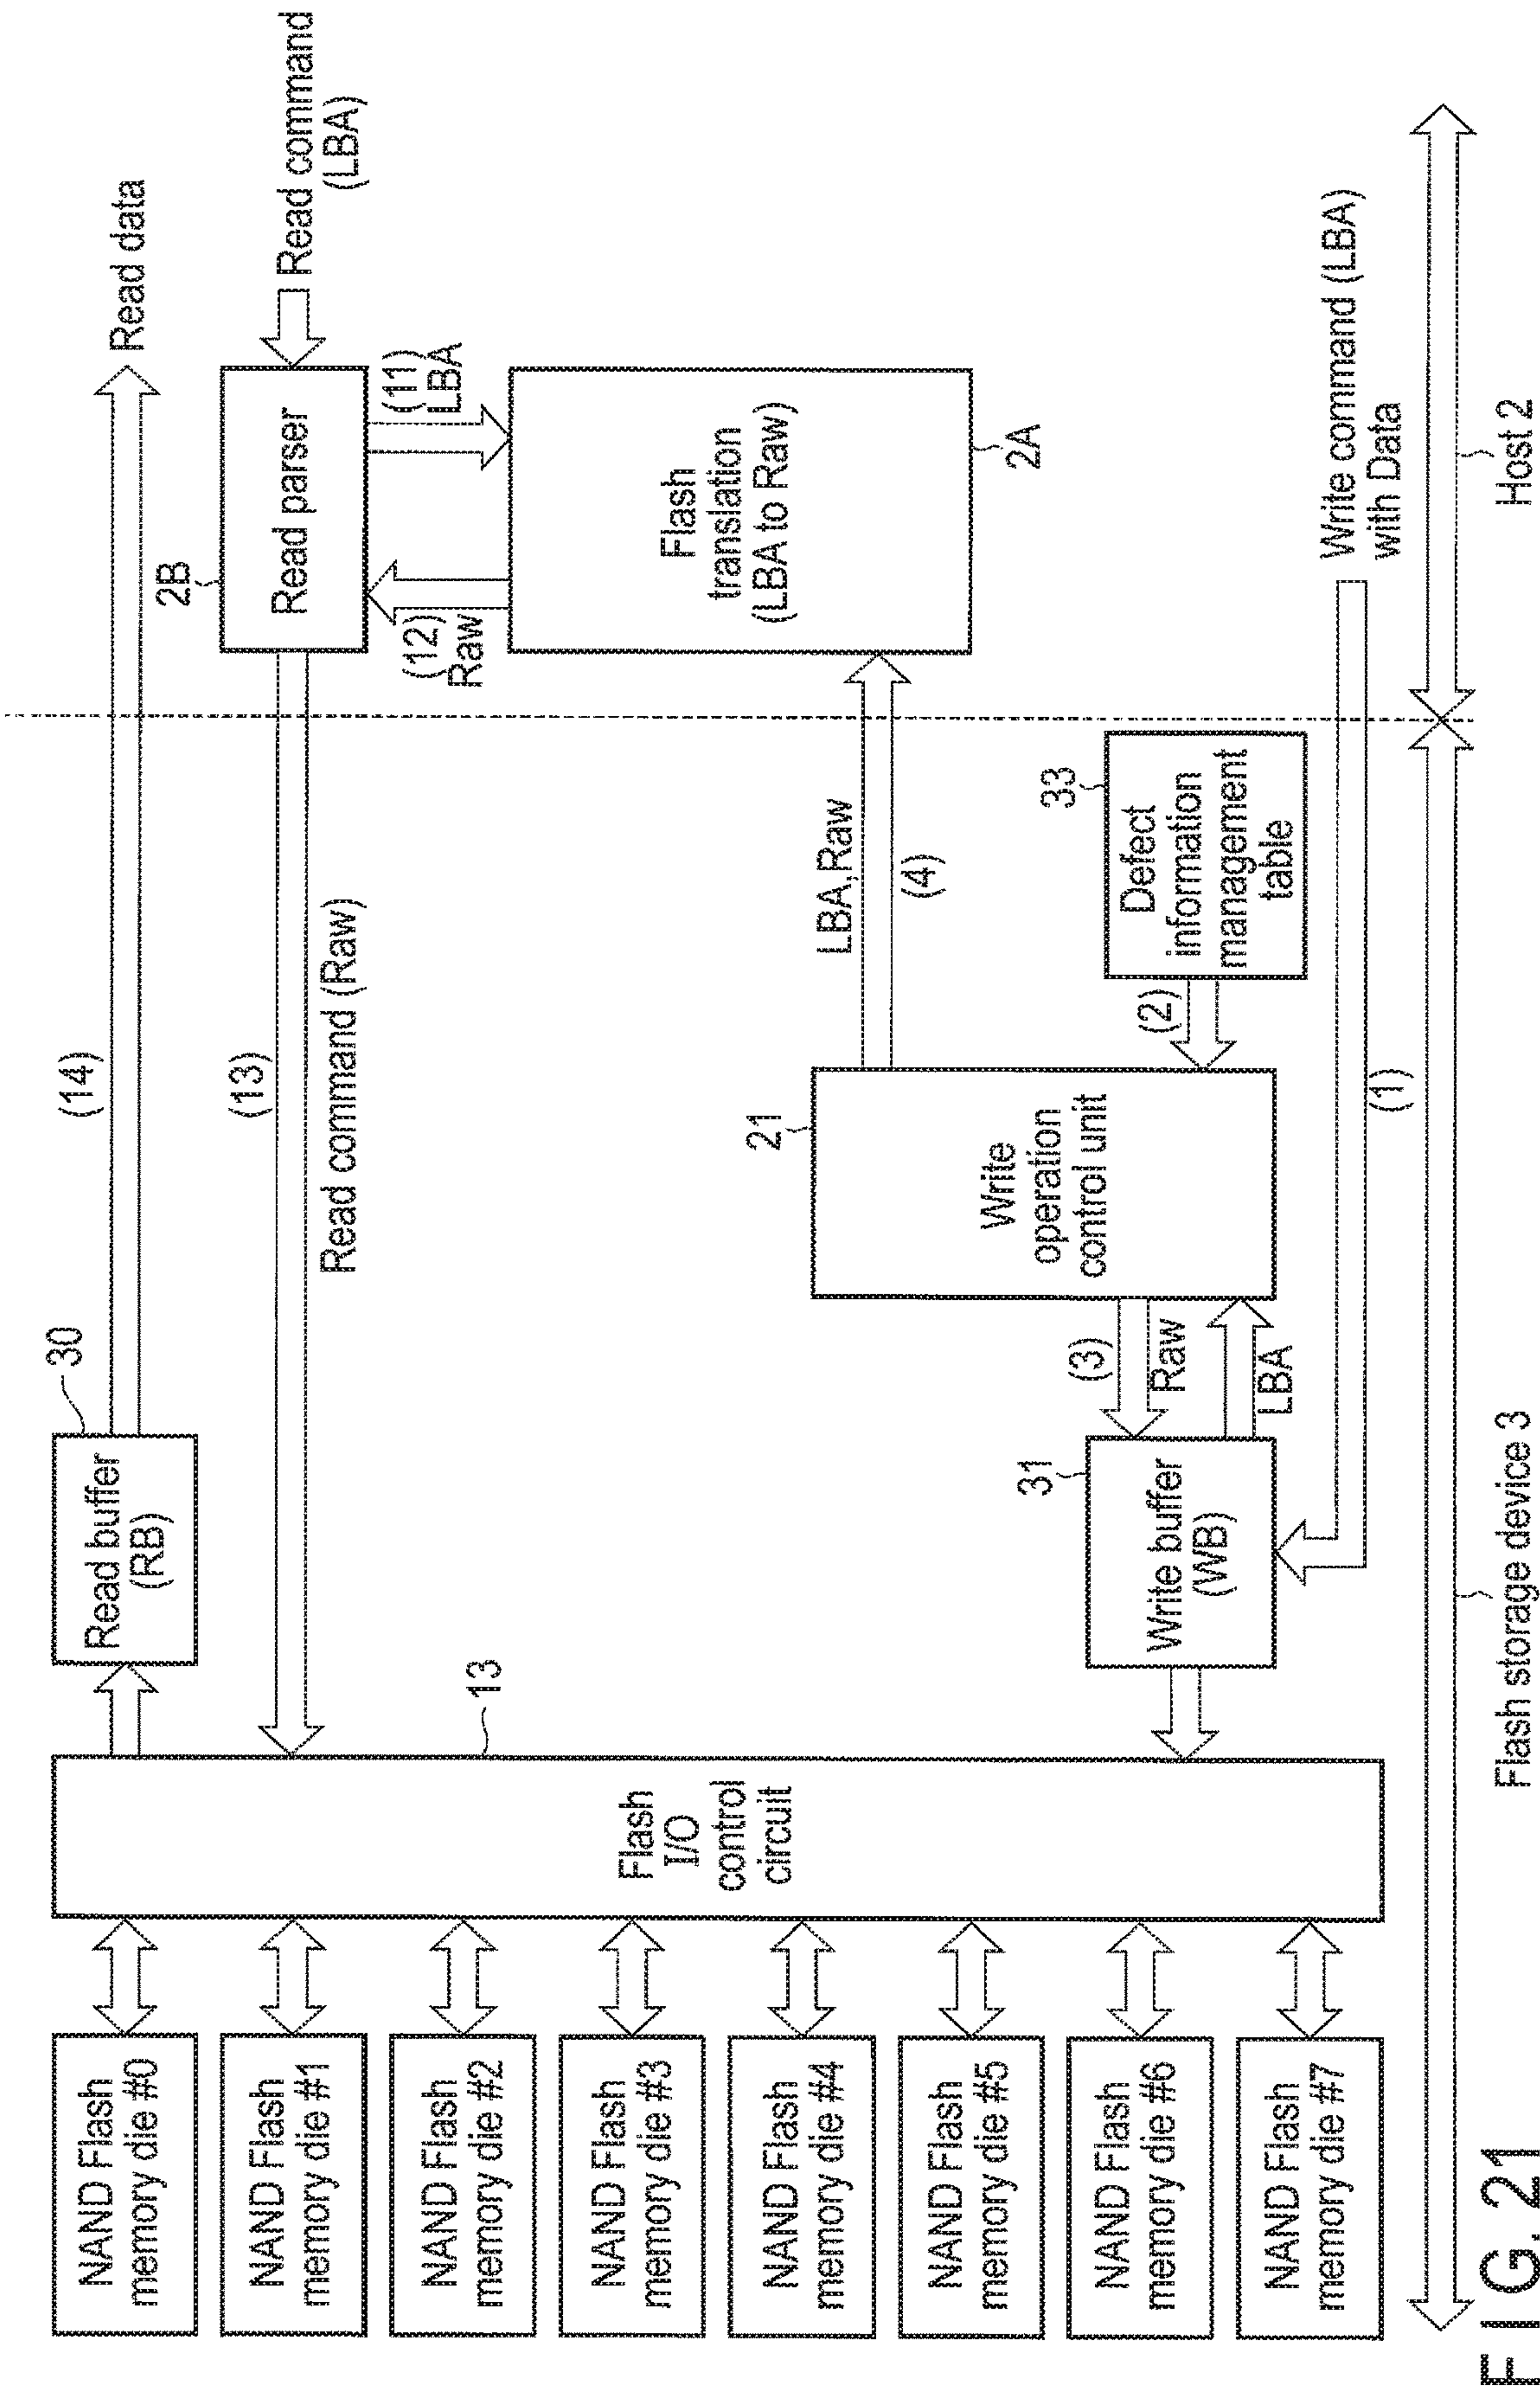 Read data
Read command
(LBA)
(14)
(13)
Read command (Raw)
30
Read buffer
(RB)
2B
Read parser
(11)
LBA
(12)
Raw
Flash
translation
(LBA to Raw)
2A
LBA,Raw
(4)
21
Write
operation
control unit
33
Defect
information
management
table
(2)
(3)
Raw
LBA
31
Write buffer
(WB)
Write command (LBA)
with Data
(1)
13
Flash
I/O
control
circuit
NAND Flash
memory die #0
NAND Flash
memory die #1
NAND Flash
memory die #2
NAND Flash
memory die #3
NAND Flash
memory die #4
NAND Flash
memory die #5
NAND Flash
memory die #6
NAND Flash
memory die #7
Flash storage device 3
Host 2
FIG. 21